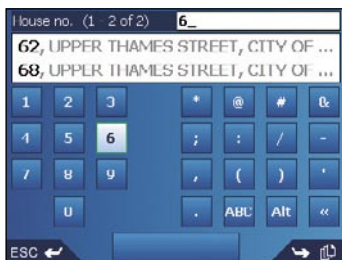 House no. (1 - 2 of 2) 6_
62, UPPER THAMES STREET, CITY OF ...
68, UPPER THAMES STREET, CITY OF ...
1 2 3 * @ # &
4 5 6 ; : / -
7 8 9 , ( ) '
0 . ABC Alt «
ESC